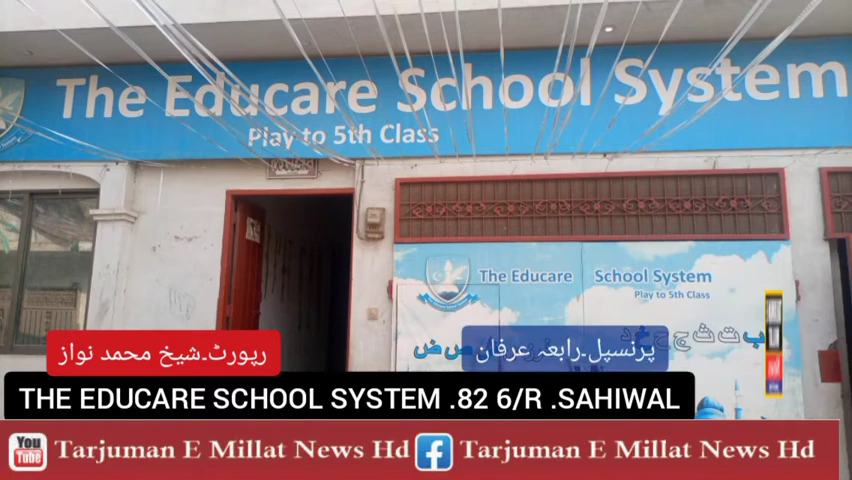 The Educare School System
Play to 5th Class
The Educare School System
Play to 5th Class
ب ت ث ج ح
ص ض
رپورٹ۔شیخ محمد نواز
پرنسپل۔رابعہ عرفان
THE EDUCARE SCHOOL SYSTEM .82 6/R .SAHIWAL
You Tube Tarjuman E Millat News Hd f Tarjuman E Millat News Hd